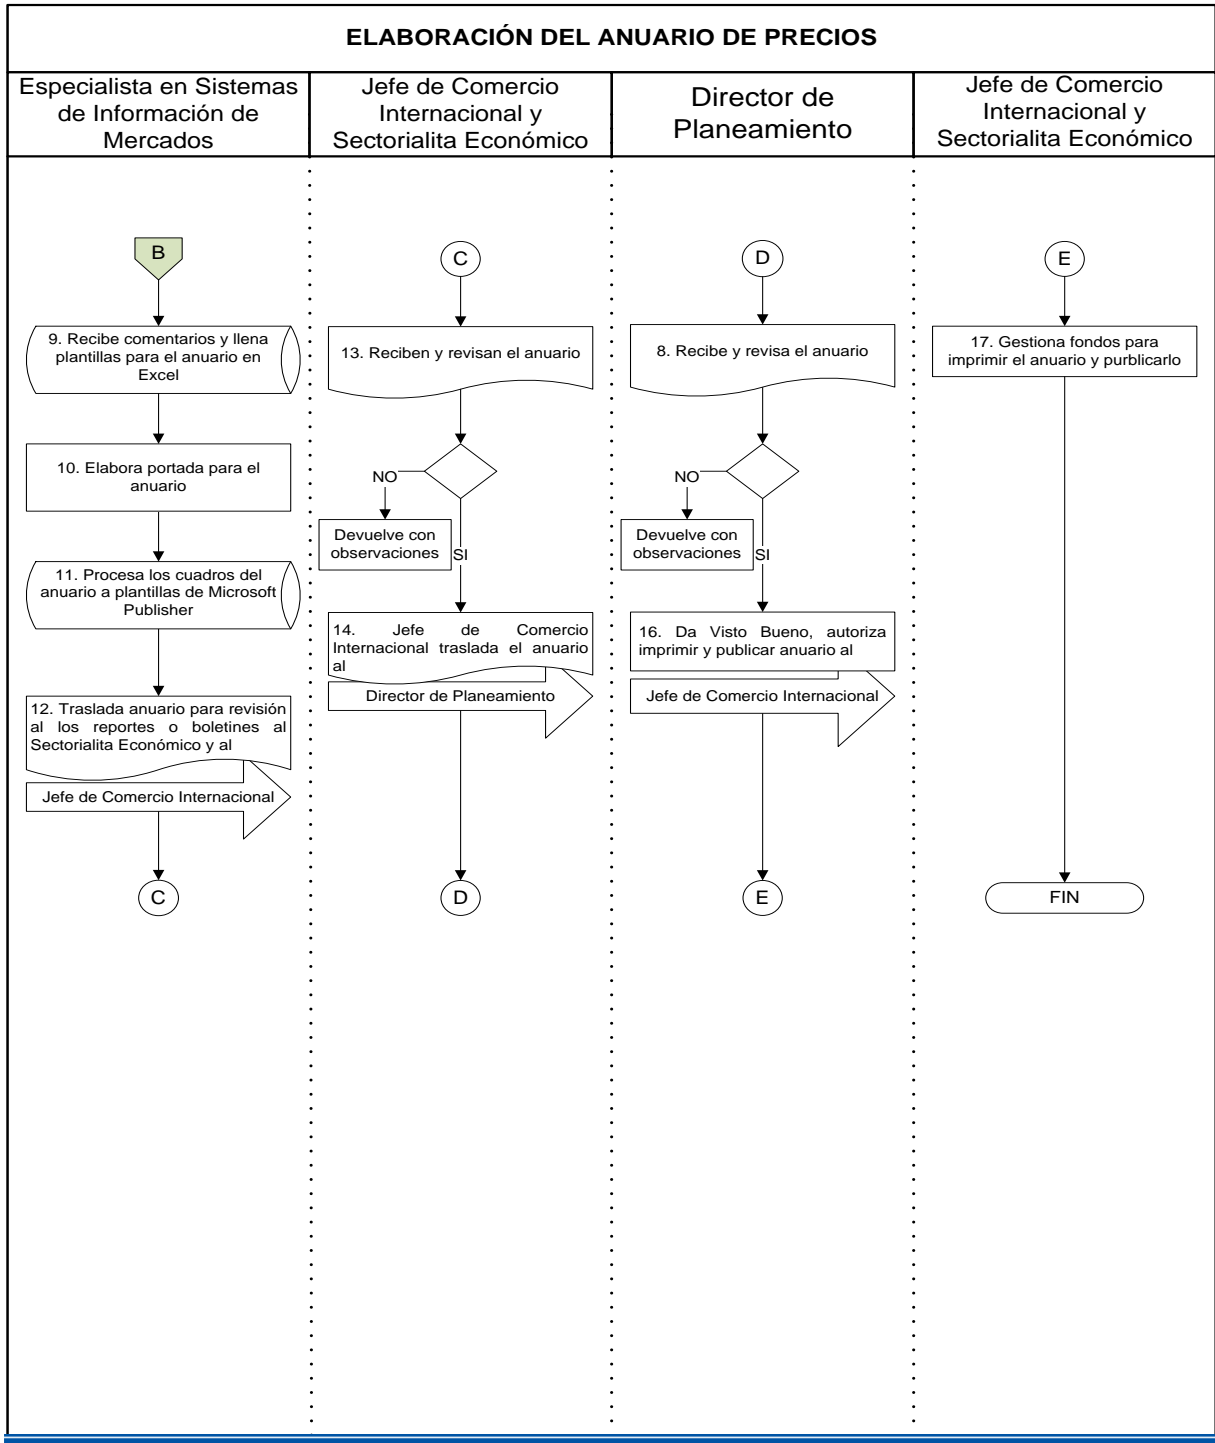 ELABORACIÓN DEL ANUARIO DE PRECIOS
Especialista en Sistemas
de Información de
Mercados
Jefe de Comercio
Internacional y
Sectorialita Económico
Director de
Planeamiento
Jefe de Comercio
Internacional y
Sectorialita Económico
B
9. Recibe comentarios y llena
plantillas para el anuario en
Excel
10. Elabora portada para el
anuario
11. Procesa los cuadros del
anuario a plantillas de Microsoft
Publisher
12. Traslada anuario para revisión
al los reportes o boletines al
Sectorialita Económico y al
Jefe de Comercio Internacional
C
C
13. Reciben y revisan el anuario
NO
Devuelve con
observaciones
SI
14. Jefe de Comercio
Internacional traslada el anuario
al
Director de Planeamiento
D
D
8. Recibe y revisa el anuario
NO
Devuelve con
observaciones
SI
16. Da Visto Bueno, autoriza
imprimir y publicar anuario al
Jefe de Comercio Internacional
E
E
17. Gestiona fondos para
imprimir el anuario y purblicarlo
FIN